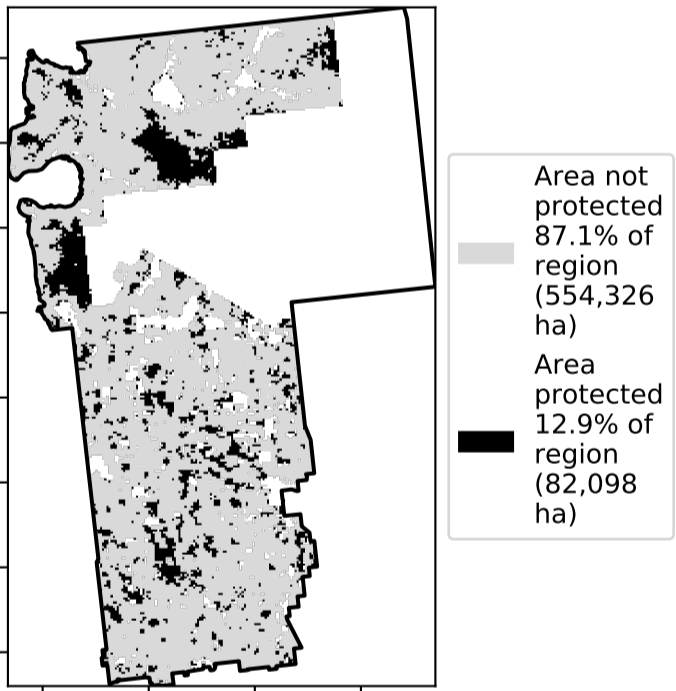 Area not
protected
87.1% of
region
(554,326
ha)
Area
protected
12.9% of
region
(82,098
ha)